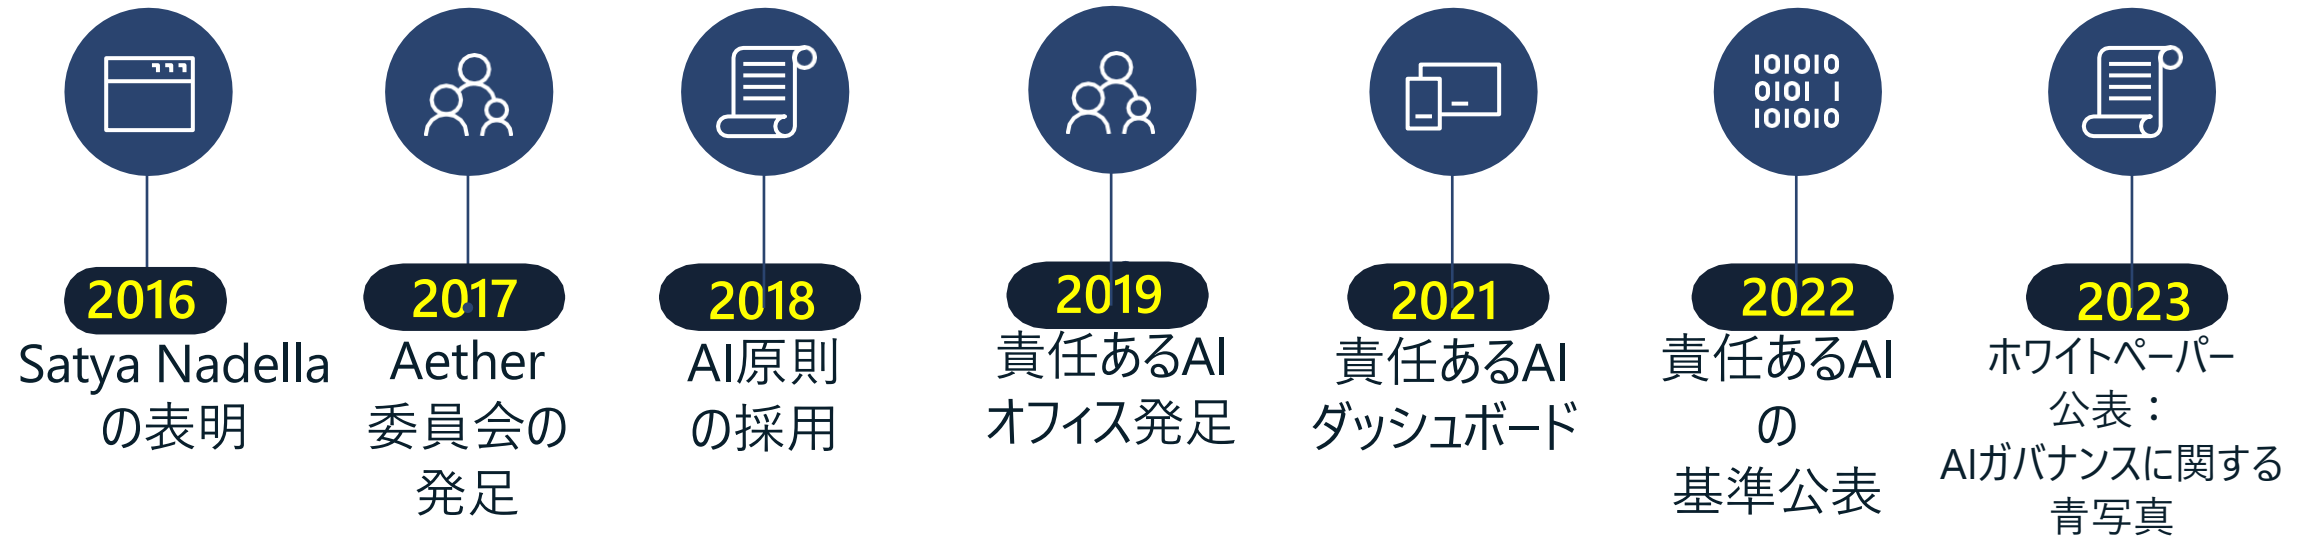 101010
0101 1
101010
2016
Satya Nadella
の表明
2017
Aether
委員会の
発足
2018
AI原則
の採用
2019
責任あるAI
オフィス発足
2021
責任あるAI
ダッシュボード
2022
責任あるAI
の
基準公表
2023
ホワイトペーパー
公表：
AIガバナンスに関する
青写真